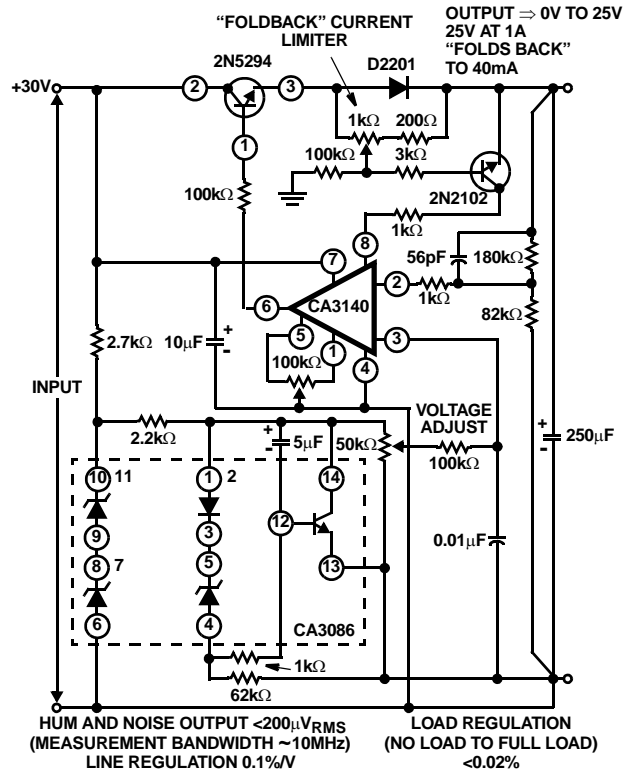 “FOLDBACK” CURRENT
LIMITER
OUTPUT ⇒ 0V TO 25V
25V AT 1A
“FOLDS BACK”
TO 40mA
2N5294
D2201
+30V
2
3
1kΩ
200Ω
1
100kΩ
3kΩ
100kΩ
2N2102
1kΩ
8
7
56pF
180kΩ
2
6
CA3140
1kΩ
82kΩ
5
3
2.7kΩ
10μF
+
-
100kΩ
1
4
INPUT
VOLTAGE
ADJUST
+
-
250μF
2.2kΩ
+
-
5μF
50kΩ
100kΩ
10
11
1
2
14
9
3
12
0.01μF
8
7
5
13
6
4
CA3086
1kΩ
62kΩ
HUM AND NOISE OUTPUT <200μVRMS
(MEASUREMENT BANDWIDTH ~10MHz)
LINE REGULATION 0.1%/V
LOAD REGULATION
(NO LOAD TO FULL LOAD)
<0.02%